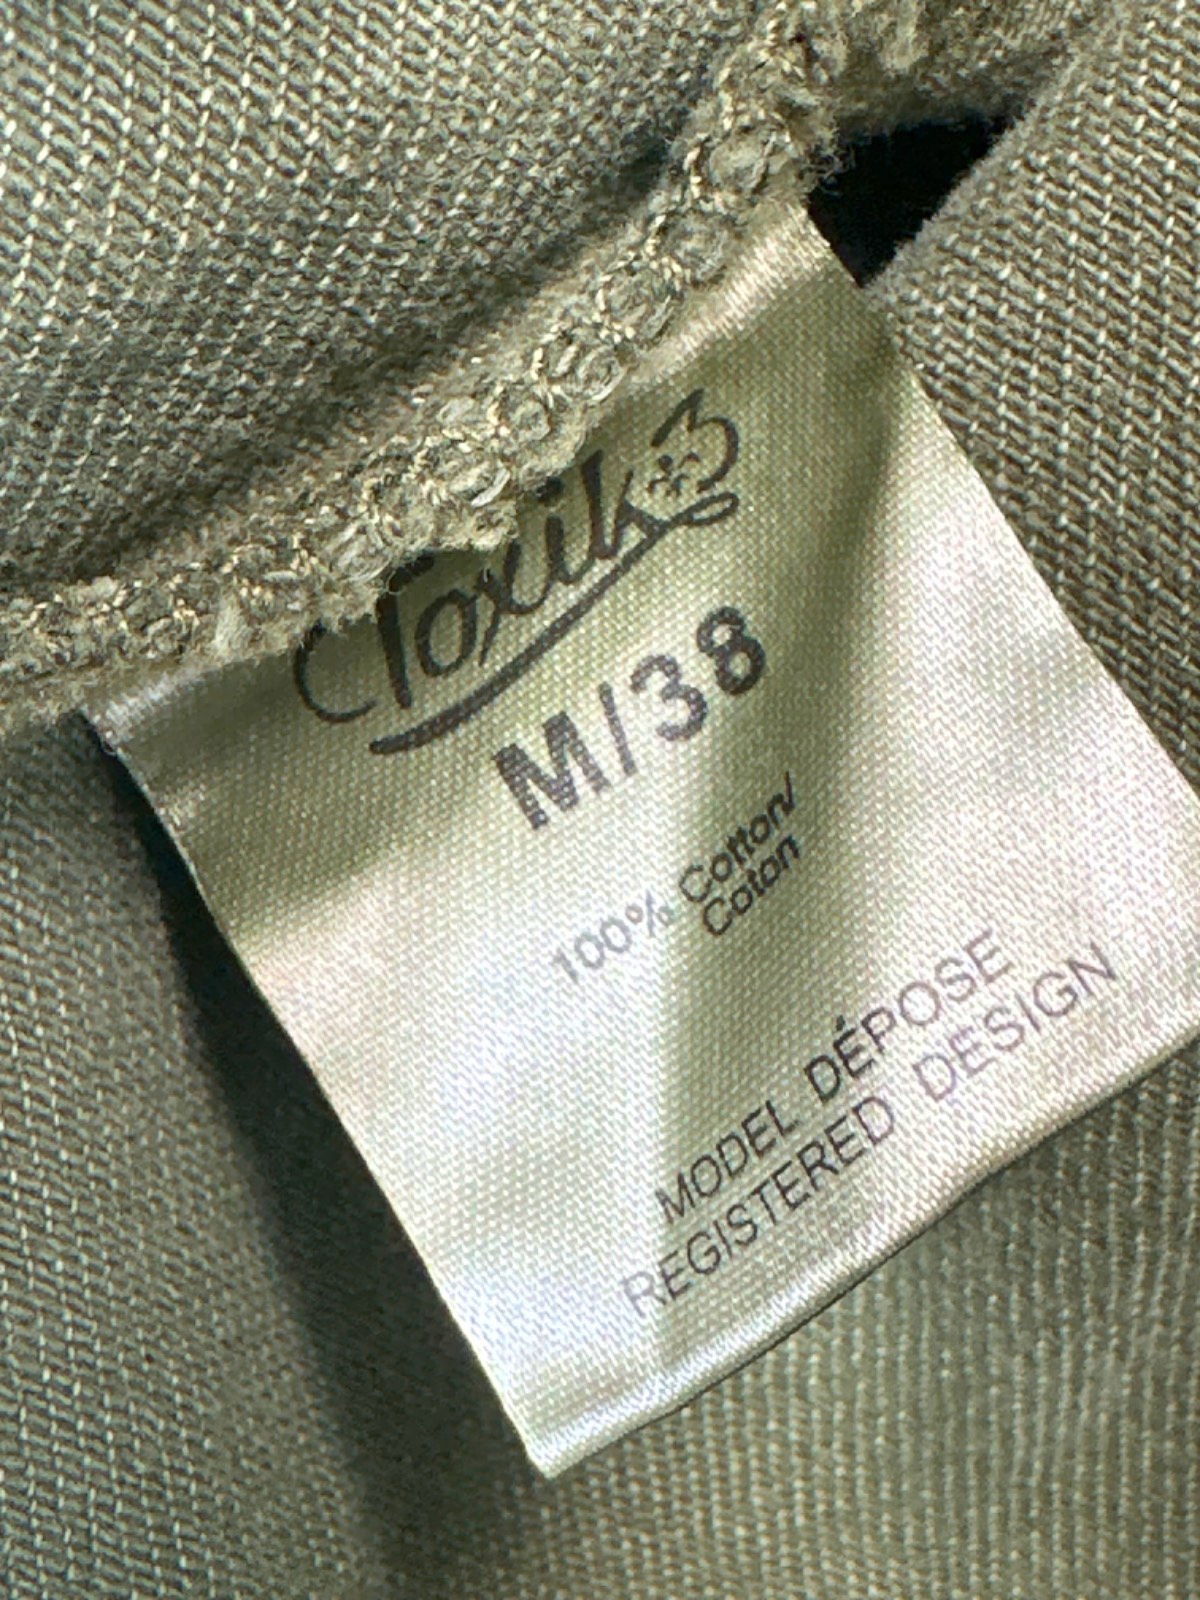 Toxik3
M/38
100% Cotton/
Coton
MODEL DÉPOSE
REGISTERED DESIGN